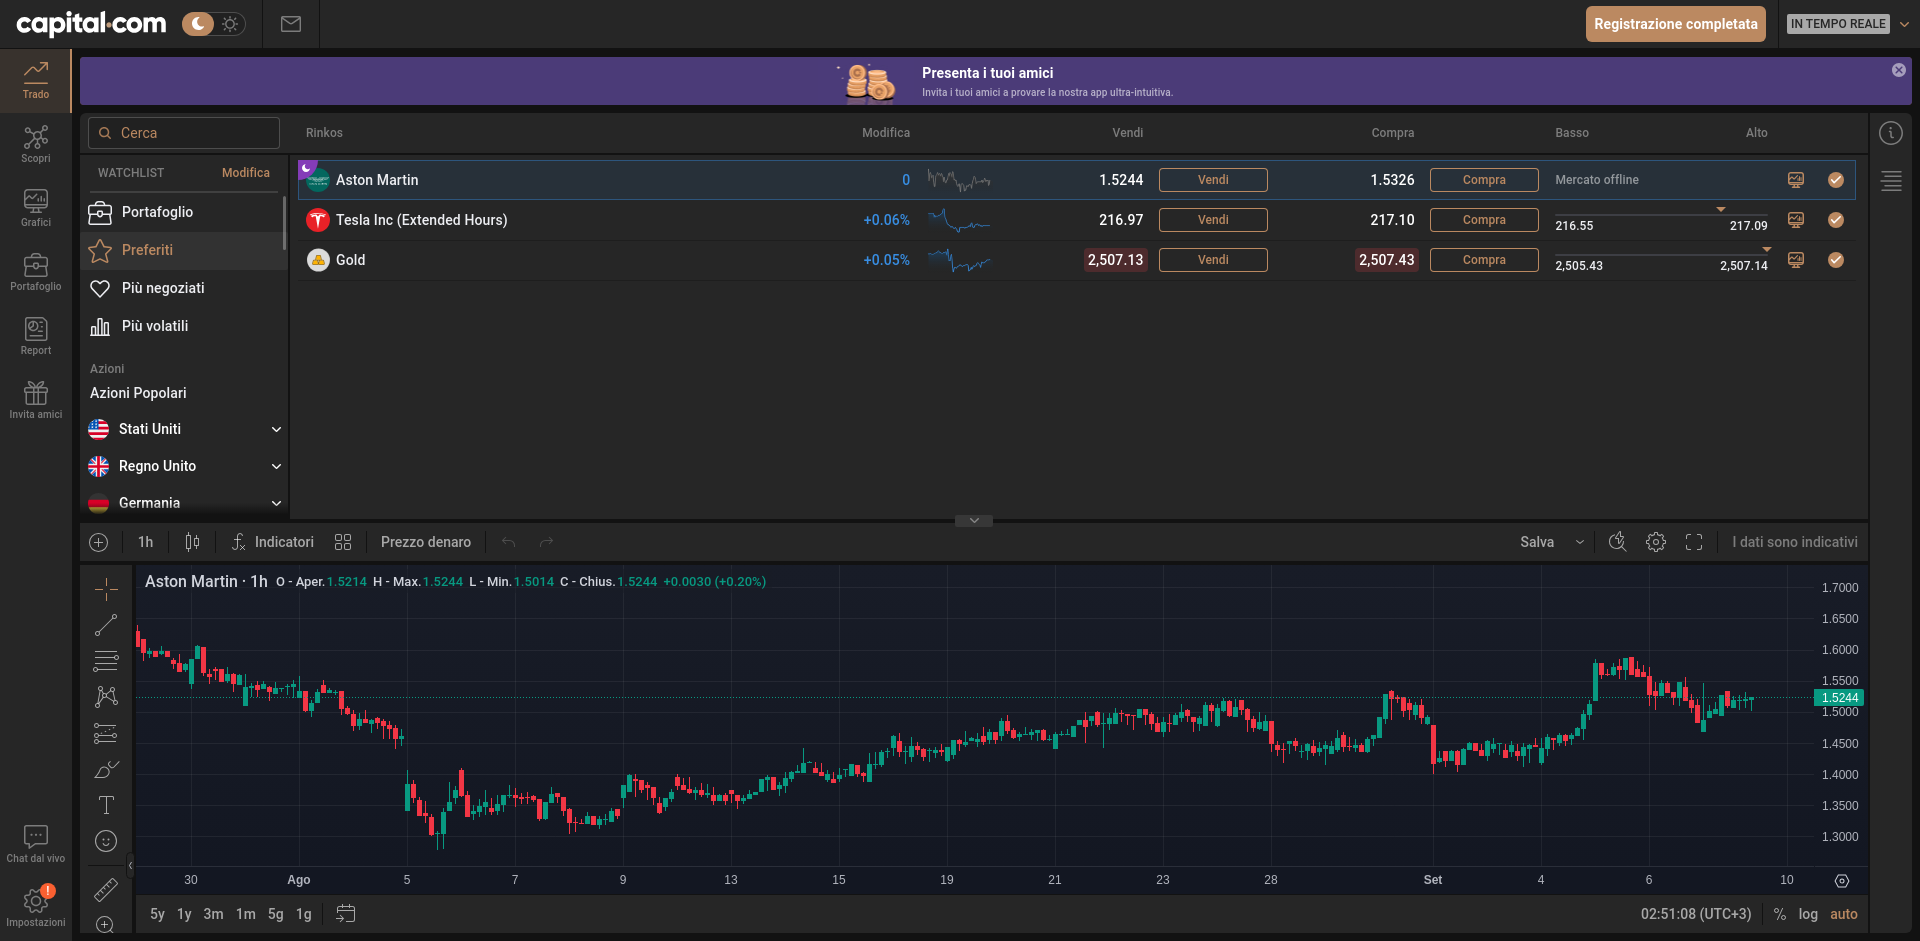 capital.com
Registrazione completata
IN TEMPO REALE
Presenta i tuoi amici
Invita i tuoi amici a provare la nostra app ultra-intuitiva.
Trado
Scopri
Grafici
Portafoglio
Report
Invita amici
Chat dal vivo
!
Impostazioni
Cerca
WATCHLIST Modifica
Portafoglio
Preferiti
Più negoziati
Più volatili
Azioni
Azioni Popolari
Stati Uniti
Regno Unito
Germania
Rinkos Modifica Vendi Compra Basso Alto
Aston Martin 0 1.5244 Vendi 1.5326 Compra Mercato offline
Tesla Inc (Extended Hours) +0.06% 216.97 Vendi 217.10 Compra 216.55 217.09
Gold +0.05% 2,507.13 Vendi 2,507.43 Compra 2,505.43 2,507.14
1h Indicatori Prezzo denaro Salva I dati sono indicativi
Aston Martin · 1h O - Aper.1.5214 H - Max.1.5244 L - Min.1.5014 C - Chius.1.5244 +0.0030 (+0.20%)
1.7000
1.6500
1.6000
1.5500
1.5244
1.5000
1.4500
1.4000
1.3500
1.3000
30 Ago 5 7 9 13 15 19 21 23 28 Set 4 6 10
5y 1y 3m 1m 5g 1g 02:51:08 (UTC+3) % log auto